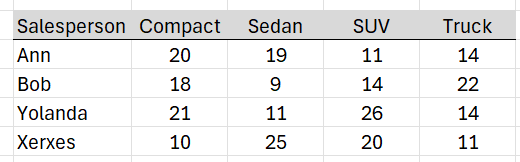 Salesperson Compact Sedan SUV Truck
Ann 20 19 11 14
Bob 18 9 14 22
Yolanda 21 11 26 14
Xerxes 10 25 20 11